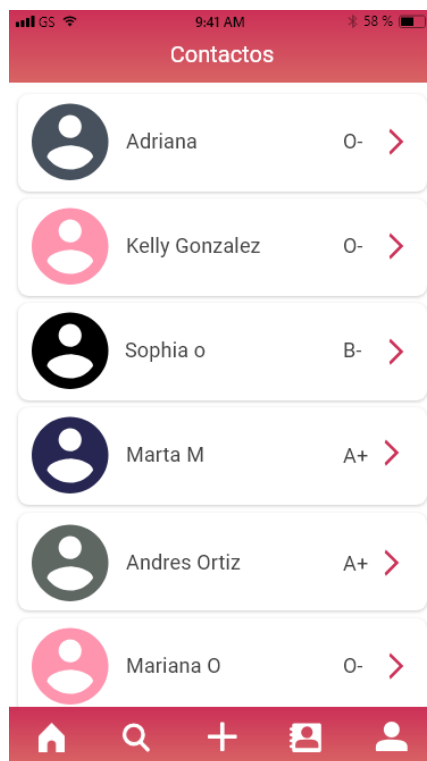 GS 9:41 AM 58 %
Contactos
Adriana O-
Kelly Gonzalez O-
Sophia o B-
Marta M A+
Andres Ortiz A+
Mariana O O-